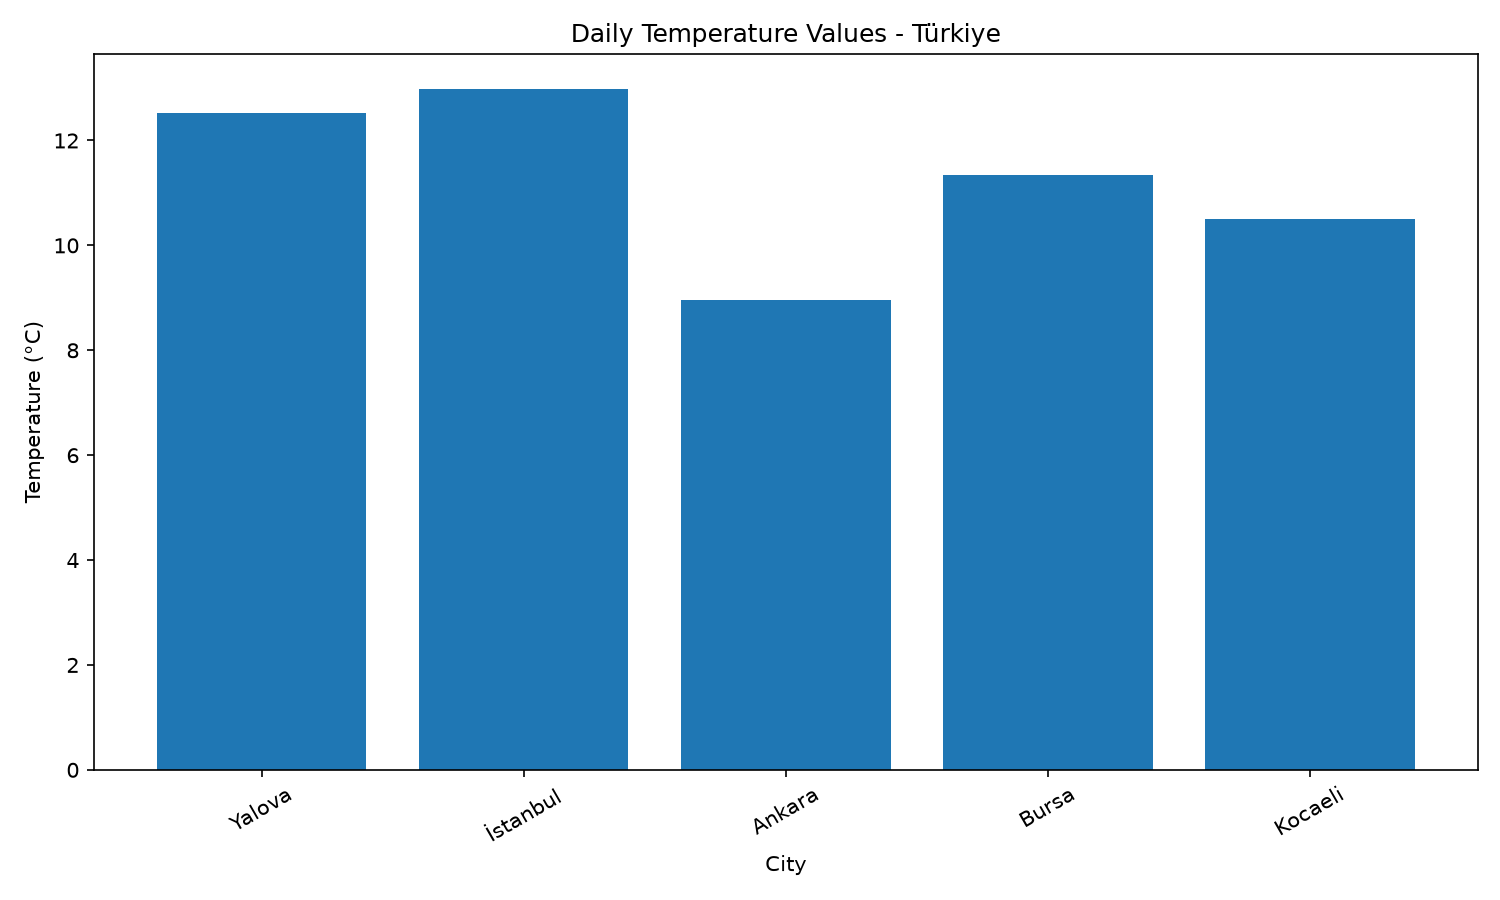 Daily Temperature Values - Türkiye
Temperature (°C)
12
10
8
6
4
2
0
Yalova
İstanbul
Ankara
Bursa
Kocaeli
City